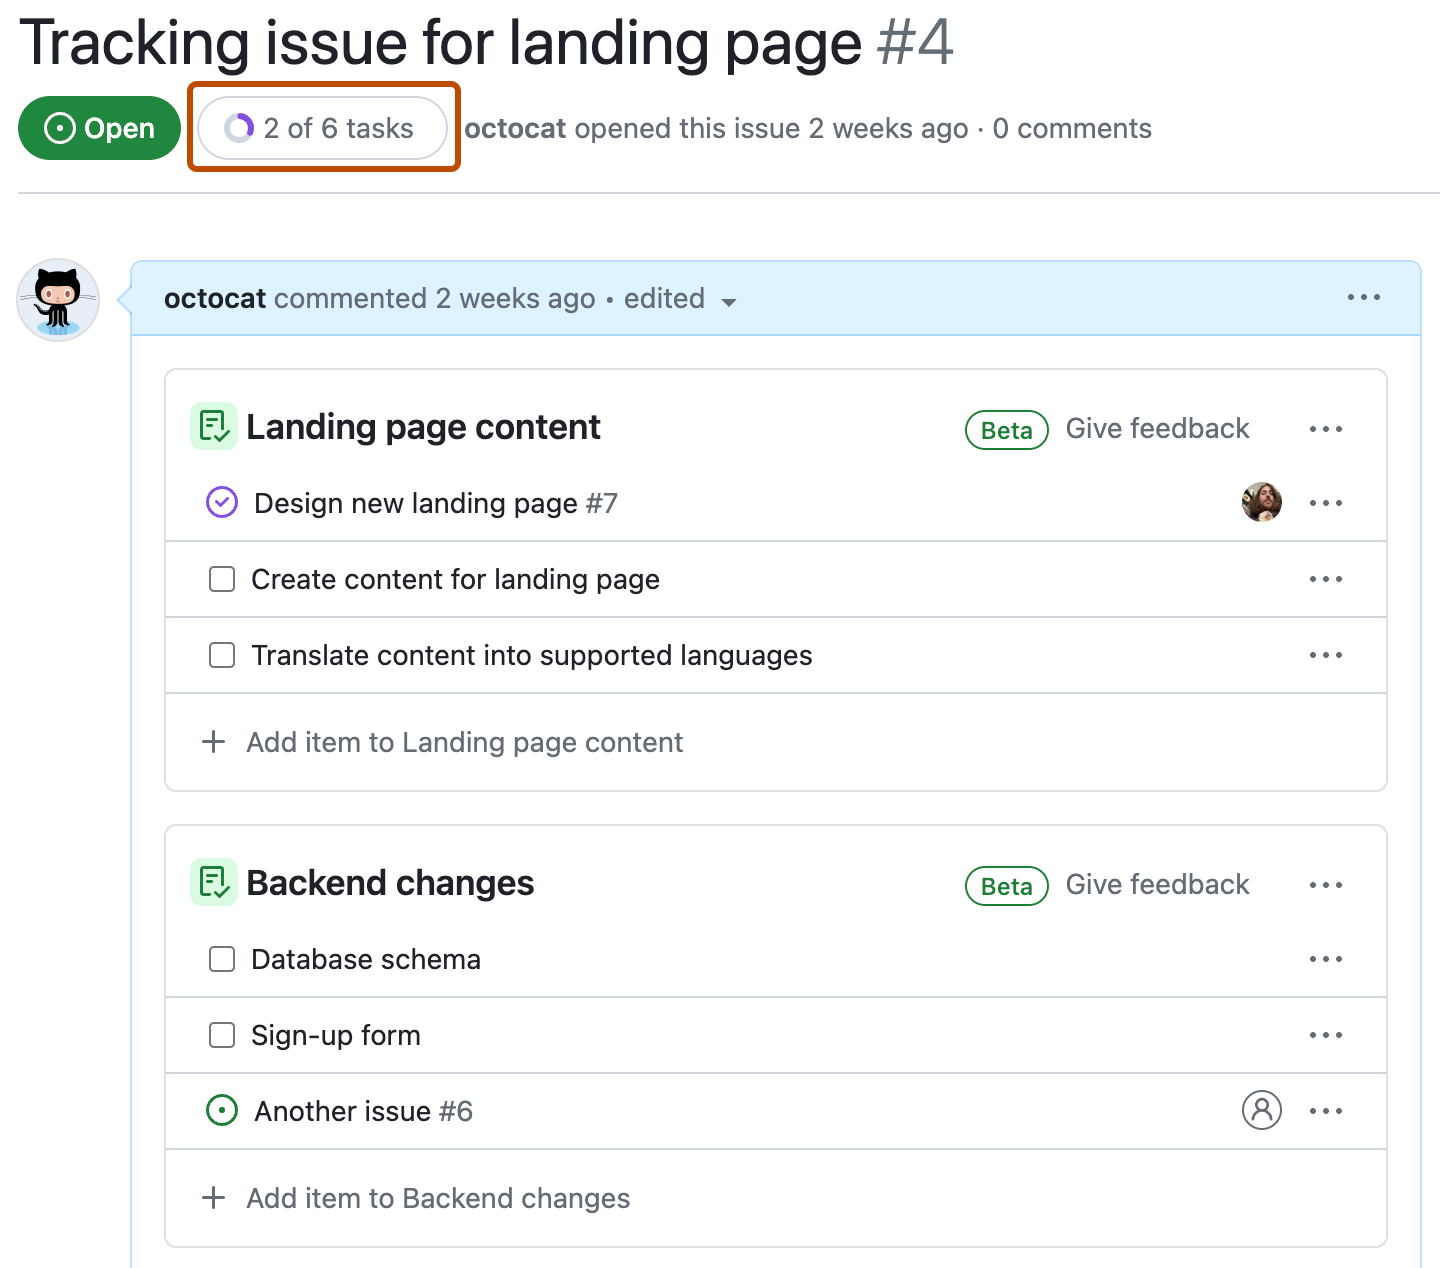 Tracking issue for landing page #4
Open 2 of 6 tasks octocat opened this issue 2 weeks ago · 0 comments
octocat commented 2 weeks ago • edited
Landing page content Beta Give feedback
Design new landing page #7
Create content for landing page
Translate content into supported languages
Add item to Landing page content
Backend changes Beta Give feedback
Database schema
Sign-up form
Another issue #6
Add item to Backend changes